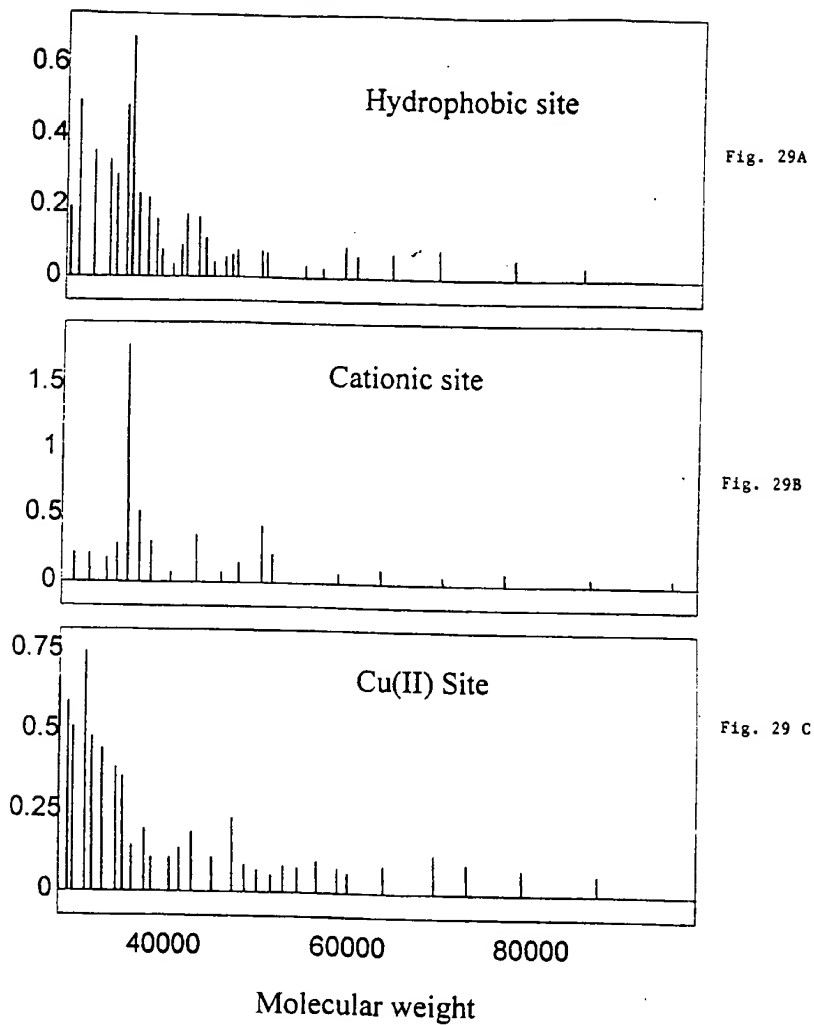 0.6
Hydrophobic site
0.4
Fig. 29A
0.2
0
1.5
Cationic site
1
Fig. 29B
0.5
0
0.75
Cu(II) Site
0.5
Fig. 29 C
0.25
0
40000 60000 80000
Molecular weight